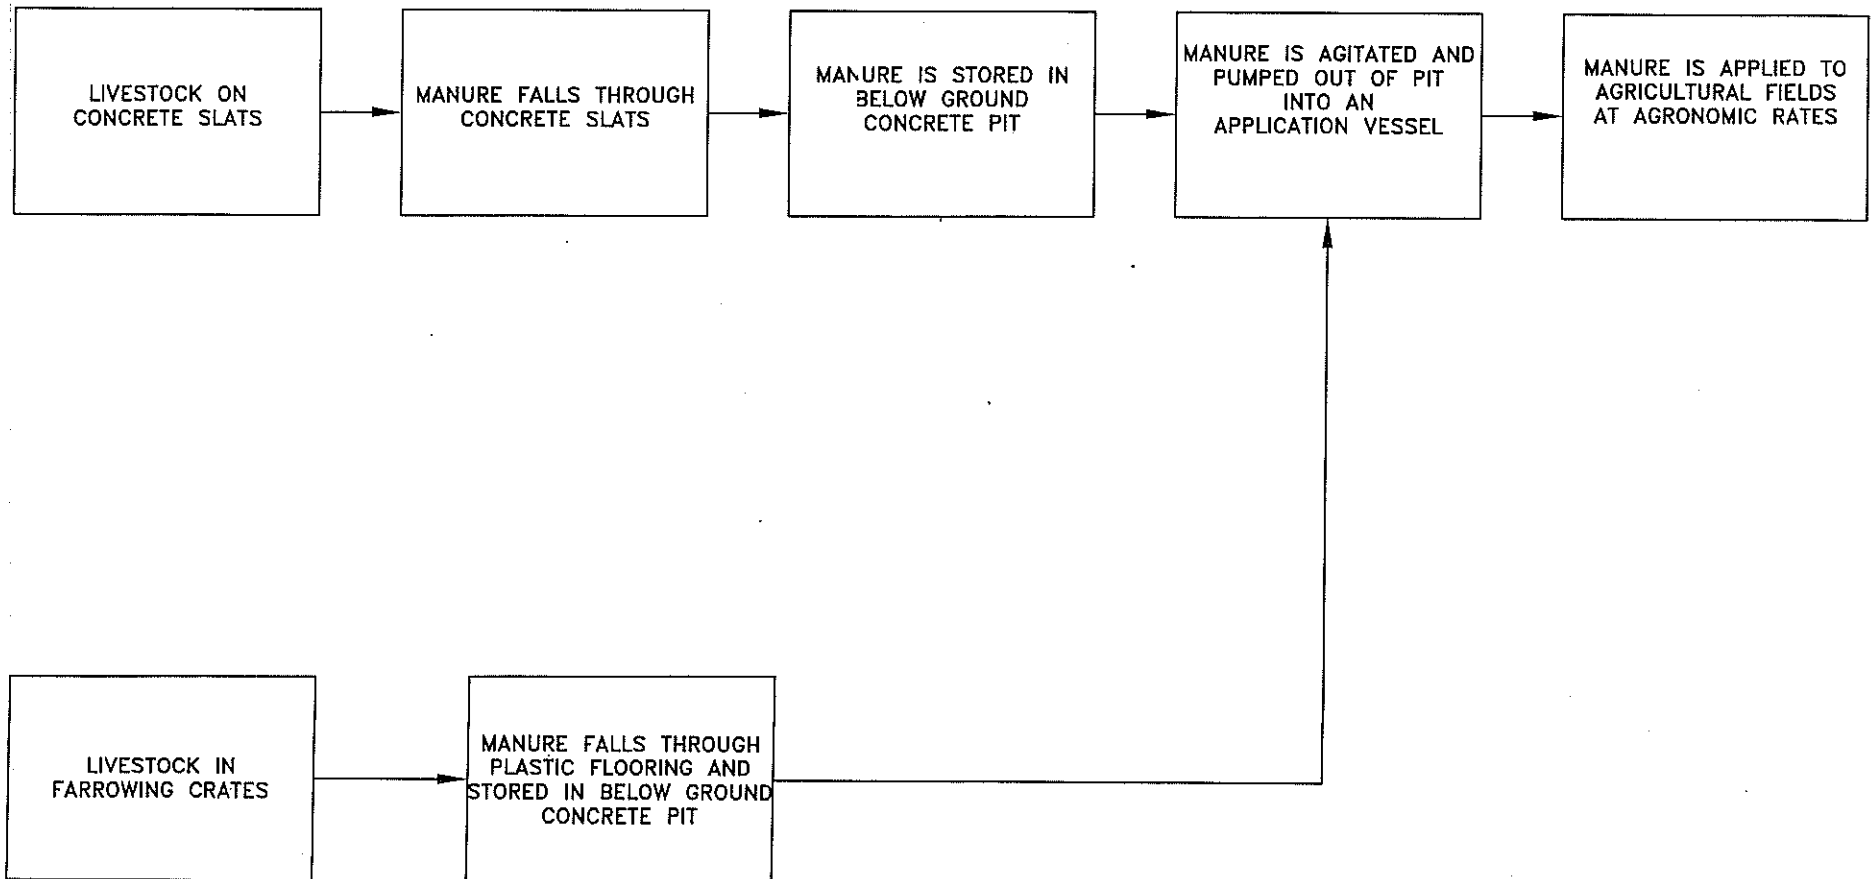 LIVESTOCK ON
CONCRETE SLATS
MANURE FALLS THROUGH
CONCRETE SLATS
MANURE IS STORED IN
BELOW GROUND
CONCRETE PIT
MANURE IS AGITATED AND
PUMPED OUT OF PIT
INTO AN
APPLICATION VESSEL
MANURE IS APPLIED TO
AGRICULTURAL FIELDS
AT AGRONOMIC RATES
LIVESTOCK IN
FARROWING CRATES
MANURE FALLS THROUGH
PLASTIC FLOORING AND
STORED IN BELOW GROUND
CONCRETE PIT